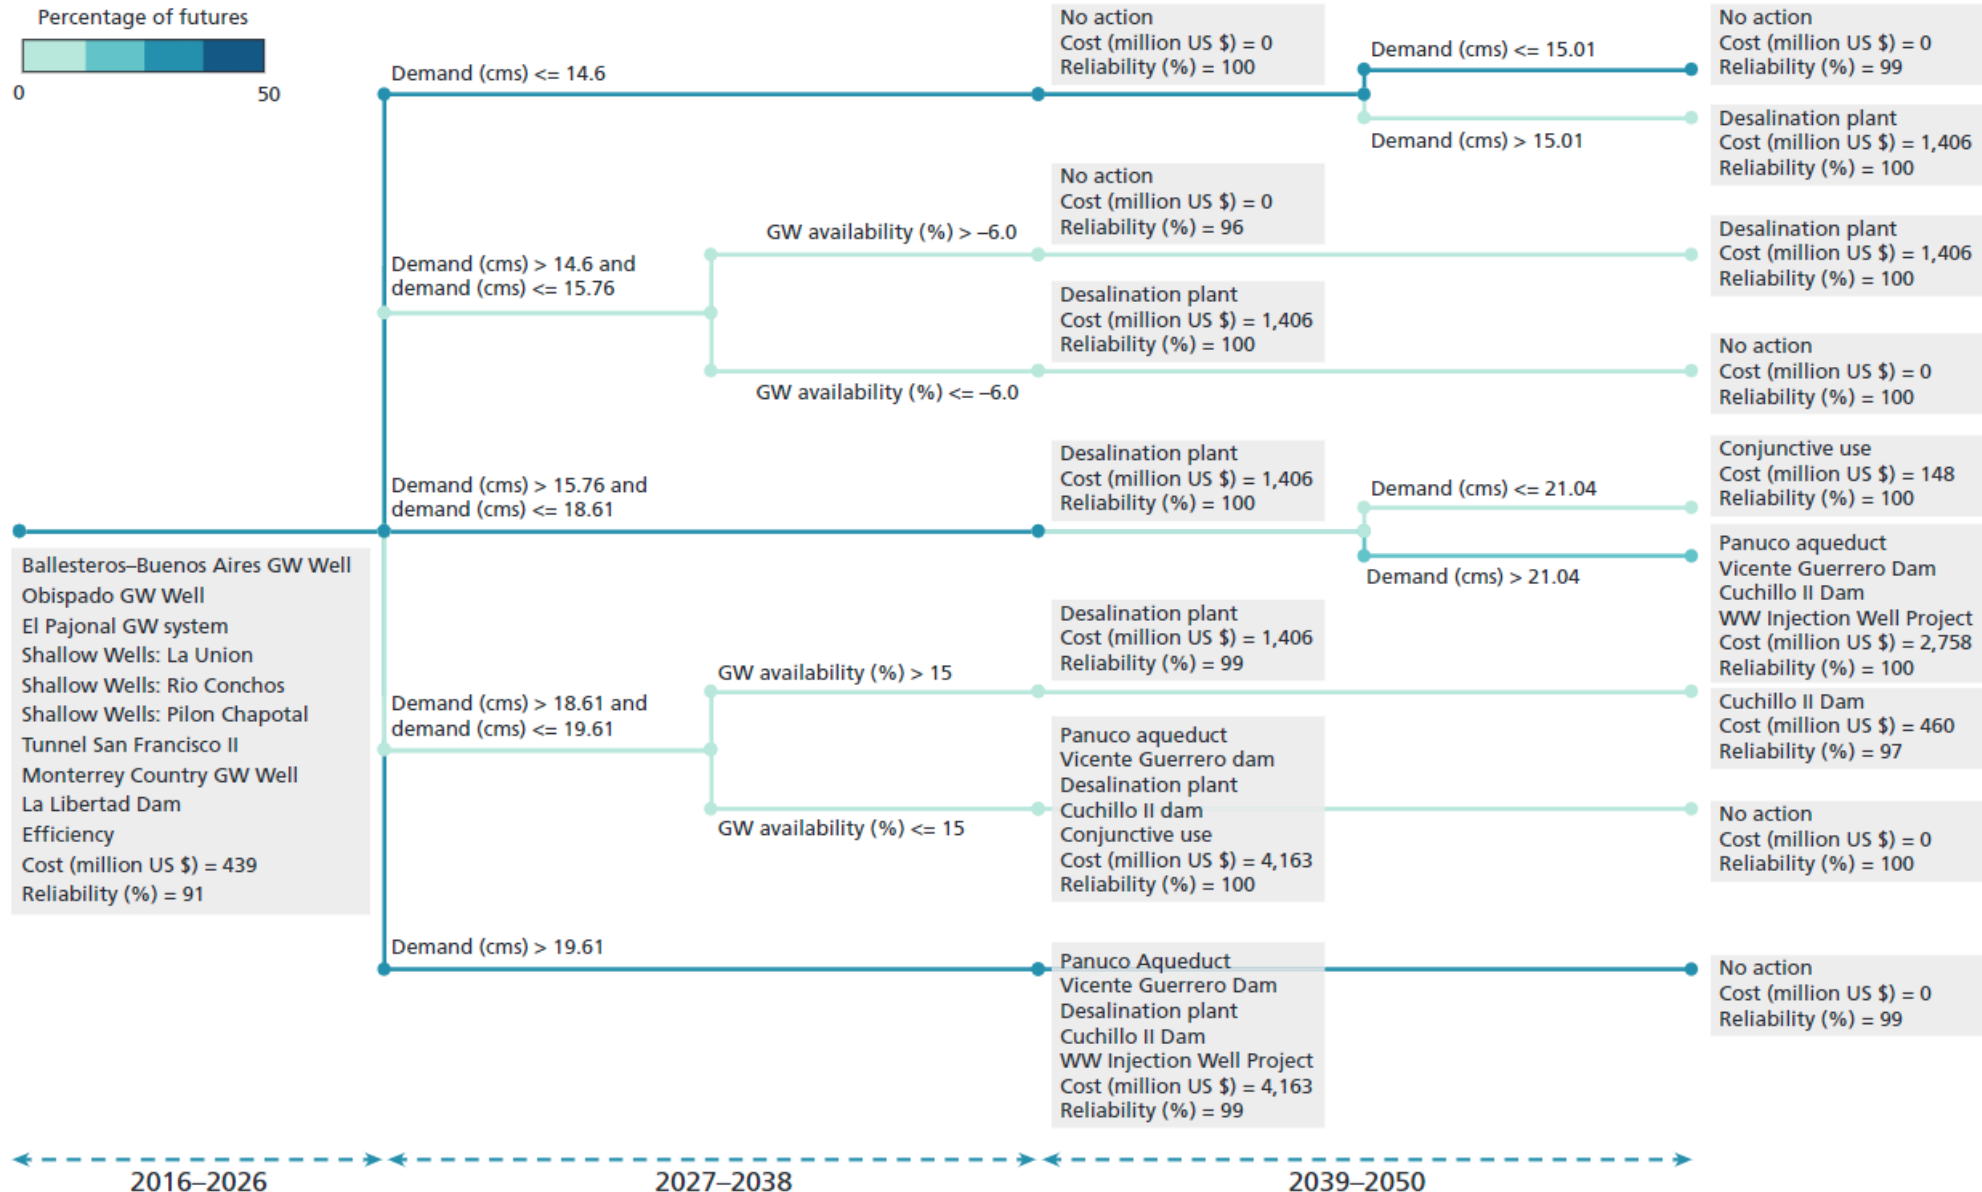 Percentage of futures
0
50
Ballesteros–Buenos Aires GW Well
Obispado GW Well
El Pajonal GW system
Shallow Wells: La Union
Shallow Wells: Rio Conchos
Shallow Wells: Pilon Chapotal
Tunnel San Francisco II
Monterrey Country GW Well
La Libertad Dam
Efficiency
Cost (million US $) = 439
Reliability (%) = 91
Demand (cms) <= 14.6
Demand (cms) > 14.6 and
demand (cms) <= 15.76
GW availability (%) > –6.0
GW availability (%) <= –6.0
Demand (cms) > 15.76 and
demand (cms) <= 18.61
Demand (cms) > 18.61 and
demand (cms) <= 19.61
GW availability (%) > 15
GW availability (%) <= 15
Demand (cms) > 19.61
No action
Cost (million US $) = 0
Reliability (%) = 100
No action
Cost (million US $) = 0
Reliability (%) = 96
Desalination plant
Cost (million US $) = 1,406
Reliability (%) = 100
Desalination plant
Cost (million US $) = 1,406
Reliability (%) = 100
Desalination plant
Cost (million US $) = 1,406
Reliability (%) = 99
Panuco aqueduct
Vicente Guerrero dam
Desalination plant
Cuchillo II dam
Conjunctive use
Cost (million US $) = 4,163
Reliability (%) = 100
Panuco Aqueduct
Vicente Guerrero Dam
Desalination plant
Cuchillo II Dam
WW Injection Well Project
Cost (million US $) = 4,163
Reliability (%) = 99
Demand (cms) <= 15.01
Demand (cms) > 15.01
Demand (cms) <= 21.04
Demand (cms) > 21.04
No action
Cost (million US $) = 0
Reliability (%) = 99
Desalination plant
Cost (million US $) = 1,406
Reliability (%) = 100
Desalination plant
Cost (million US $) = 1,406
Reliability (%) = 100
No action
Cost (million US $) = 0
Reliability (%) = 100
Conjunctive use
Cost (million US $) = 148
Reliability (%) = 100
Panuco aqueduct
Vicente Guerrero Dam
Cuchillo II Dam
WW Injection Well Project
Cost (million US $) = 2,758
Reliability (%) = 100
Cuchillo II Dam
Cost (million US $) = 460
Reliability (%) = 97
No action
Cost (million US $) = 0
Reliability (%) = 100
No action
Cost (million US $) = 0
Reliability (%) = 99
2016–2026
2027–2038
2039–2050